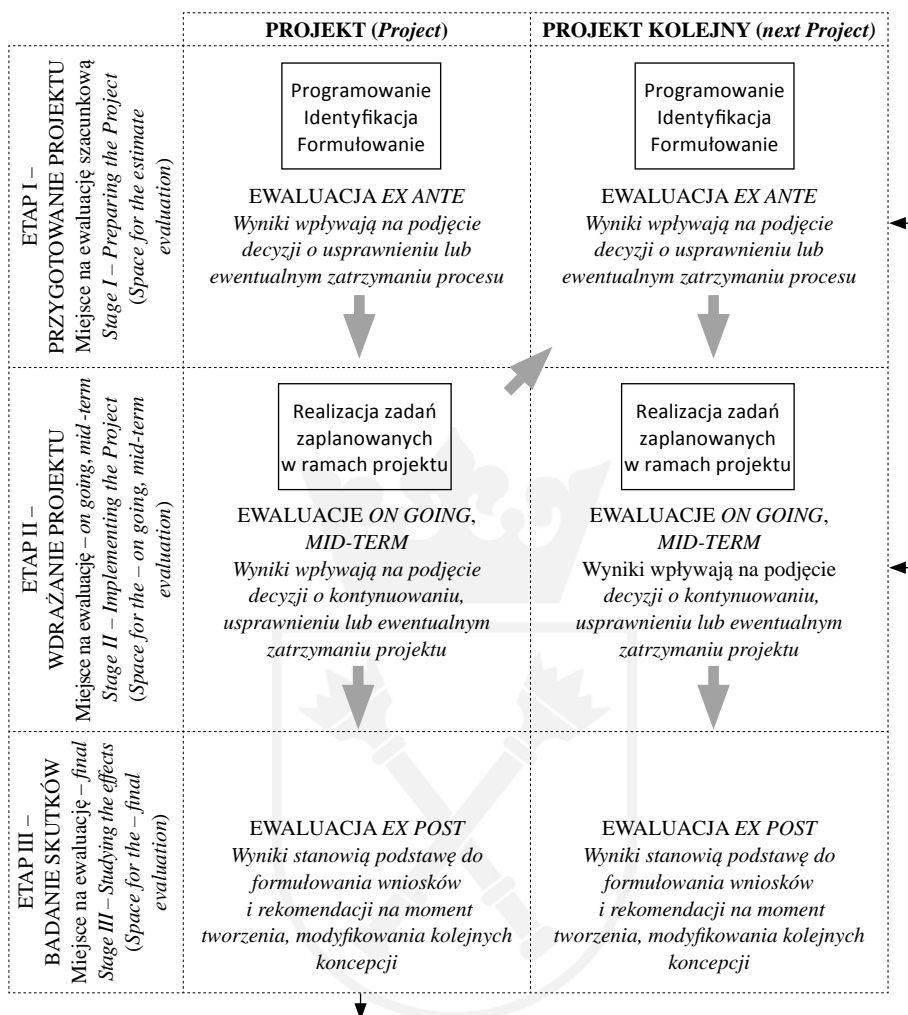 PROJEKT (Project)
PROJEKT KOLEJNY (next Project)
ETAP I –
PRZYGOTOWANIE PROJEKTU
Miejsce na ewaluację szacunkową
Stage I – Preparing the Project
(Space for the estimate
evaluation)
Programowanie
Identyfikacja
Formułowanie
EWALUACJA EX ANTE
Wyniki wpływają na podjęcie
decyzji o usprawnieniu lub
ewentualnym zatrzymaniu procesu
Programowanie
Identyfikacja
Formułowanie
EWALUACJA EX ANTE
Wyniki wpływają na podjęcie
decyzji o usprawnieniu lub
ewentualnym zatrzymaniu procesu
ETAP II –
WDRAŻANIE PROJEKTU
Miejsce na ewaluację – on going, mid -term
Stage II – Implementing the Project
(Space for the – on going, mid-term
evaluation)
Realizacja zadań
zaplanowanych
w ramach projektu
EWALUACJE ON GOING,
MID-TERM
Wyniki wpływają na podjęcie
decyzji o kontynuowaniu,
usprawnieniu lub ewentualnym
zatrzymaniu projektu
Realizacja zadań
zaplanowanych
w ramach projektu
EWALUACJE ON GOING,
MID-TERM
Wyniki wpływają na podjęcie
decyzji o kontynuowaniu,
usprawnieniu lub ewentualnym
zatrzymaniu projektu
ETAP III –
BADANIE SKUTKÓW
Miejsce na ewaluację – final
Stage III – Studying the effects
(Space for the – final
evaluation)
EWALUACJA EX POST
Wyniki stanowią podstawę do
formułowania wniosków
i rekomendacji na moment
tworzenia, modyfikowania kolejnych
koncepcji
EWALUACJA EX POST
Wyniki stanowią podstawę do
formułowania wniosków
i rekomendacji na moment
tworzenia, modyfikowania kolejnych
koncepcji